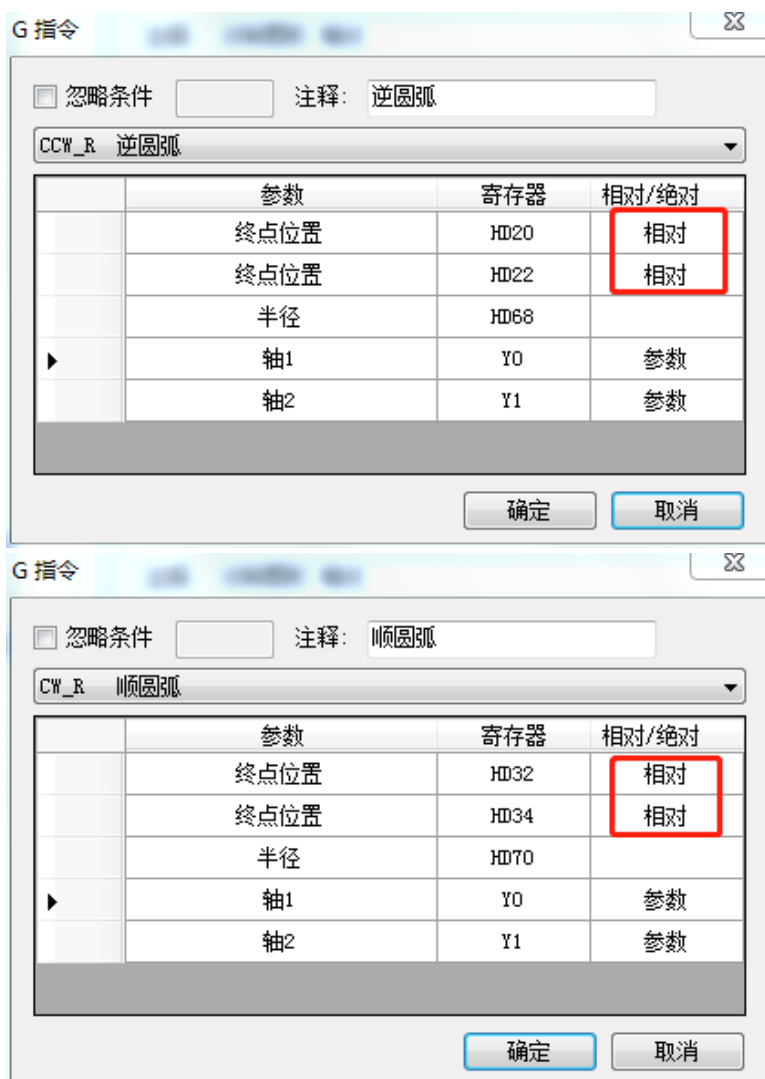 G 指令
忽略条件 注释: 逆圆弧
CCW_R 逆圆弧
参数 寄存器 相对/绝对
终点位置 HD20 相对
终点位置 HD22 相对
半径 HD68
轴1 Y0 参数
轴2 Y1 参数
确定 取消
G 指令
忽略条件 注释: 顺圆弧
CW_R 顺圆弧
参数 寄存器 相对/绝对
终点位置 HD32 相对
终点位置 HD34 相对
半径 HD70
轴1 Y0 参数
轴2 Y1 参数
确定 取消